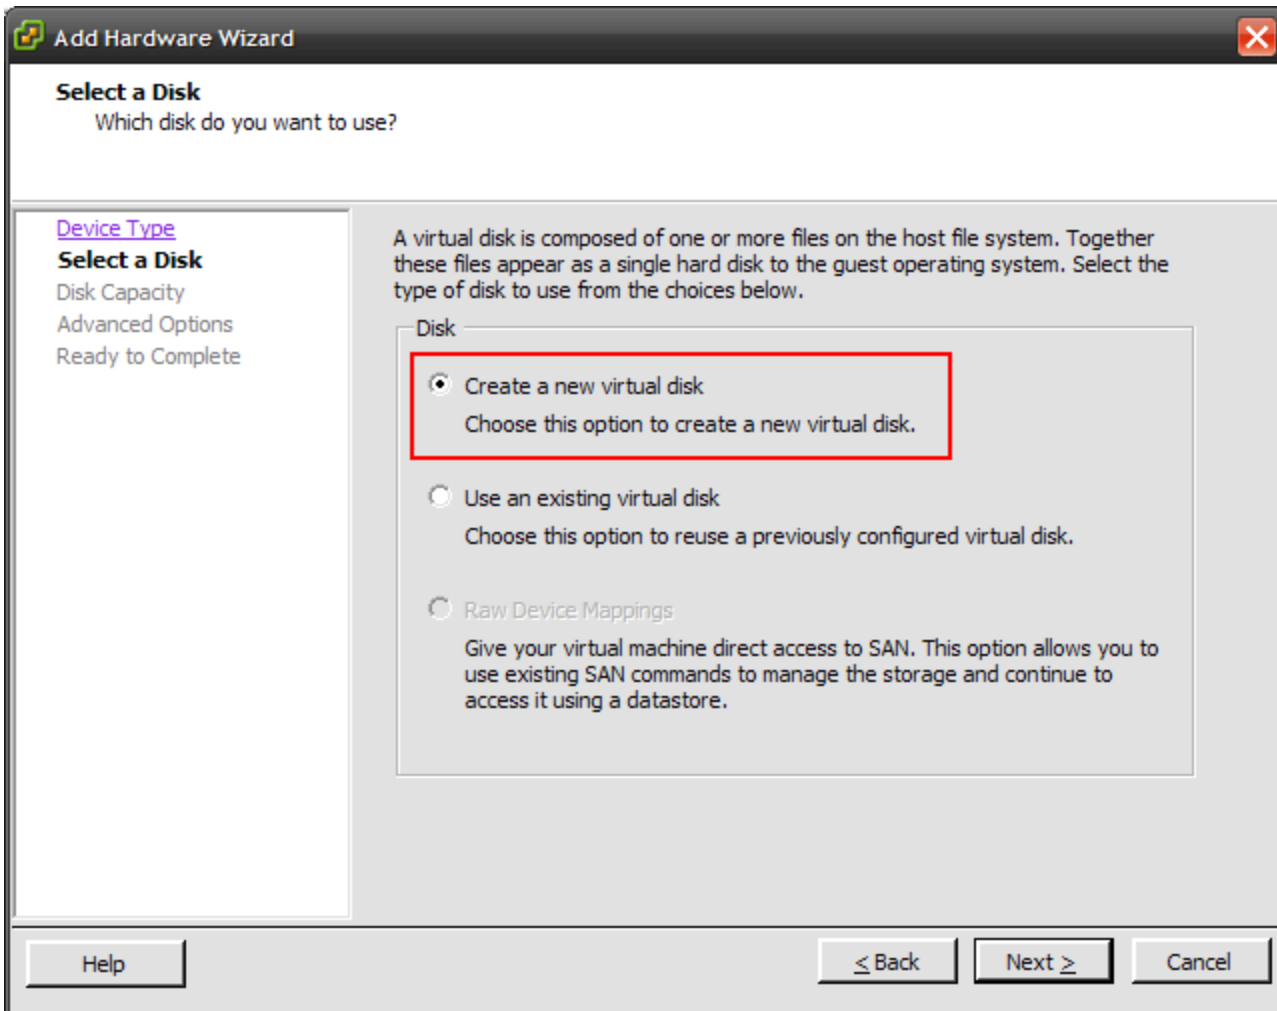 Add Hardware Wizard
Select a Disk
Which disk do you want to use?
Device Type
Select a Disk
Disk Capacity
Advanced Options
Ready to Complete
A virtual disk is composed of one or more files on the host file system. Together
these files appear as a single hard disk to the guest operating system. Select the
type of disk to use from the choices below.
Disk
Create a new virtual disk
Choose this option to create a new virtual disk.
Use an existing virtual disk
Choose this option to reuse a previously configured virtual disk.
Raw Device Mappings
Give your virtual machine direct access to SAN. This option allows you to
use existing SAN commands to manage the storage and continue to
access it using a datastore.
Help
< Back
Next >
Cancel